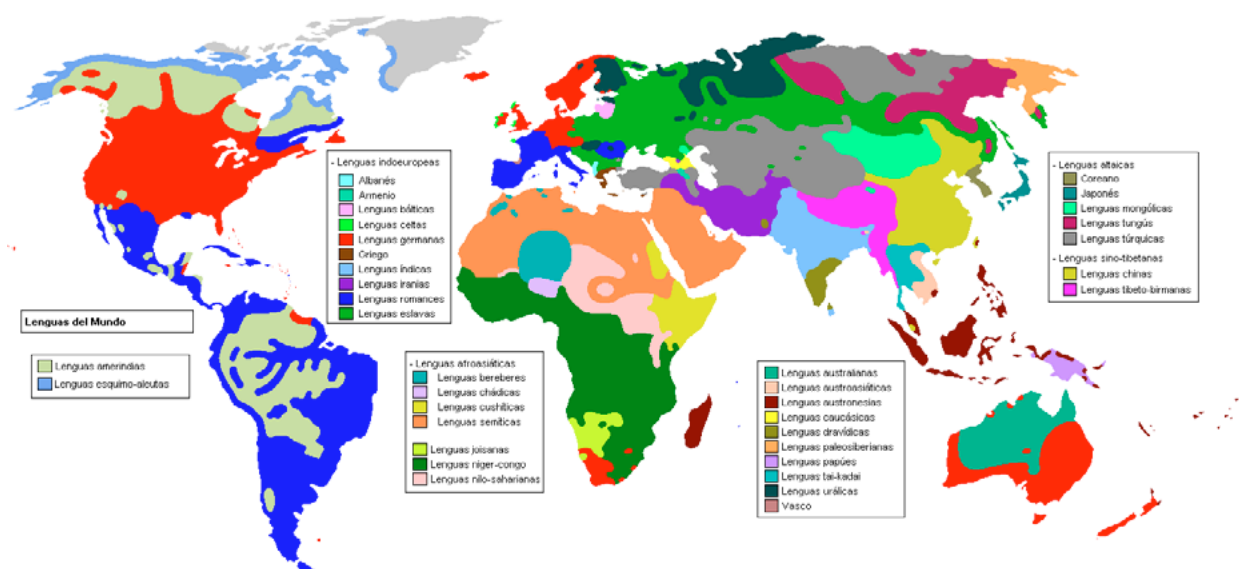 - Lenguas indoeuropeas
Albanés
Armenio
Lenguas bálticas
Lenguas celtas
Lenguas germanas
Griego
Lenguas índicas
Lenguas iranias
Lenguas romances
Lenguas eslavas
Lenguas del Mundo
Lenguas amerindias
Lenguas esquimo-aleutas
- Lenguas afroasiáticas
Lenguas bereberes
Lenguas chádicas
Lenguas cushíticas
Lenguas semíticas
Lenguas joisanas
Lenguas níger-congo
Lenguas nilo-saharianas
- Lenguas altaicas
Coreano
Japonés
Lenguas mongólicas
Lenguas tungús
Lenguas túrquicas
- Lenguas sino-tibetanas
Lenguas chinas
Lenguas tibeto-birmanas
Lenguas australianas
Lenguas austroasiáticas
Lenguas austronesias
Lenguas caucásicas
Lenguas dravídicas
Lenguas paleosiberianas
Lenguas papúes
Lenguas tai-kadai
Lenguas urálicas
Vasco